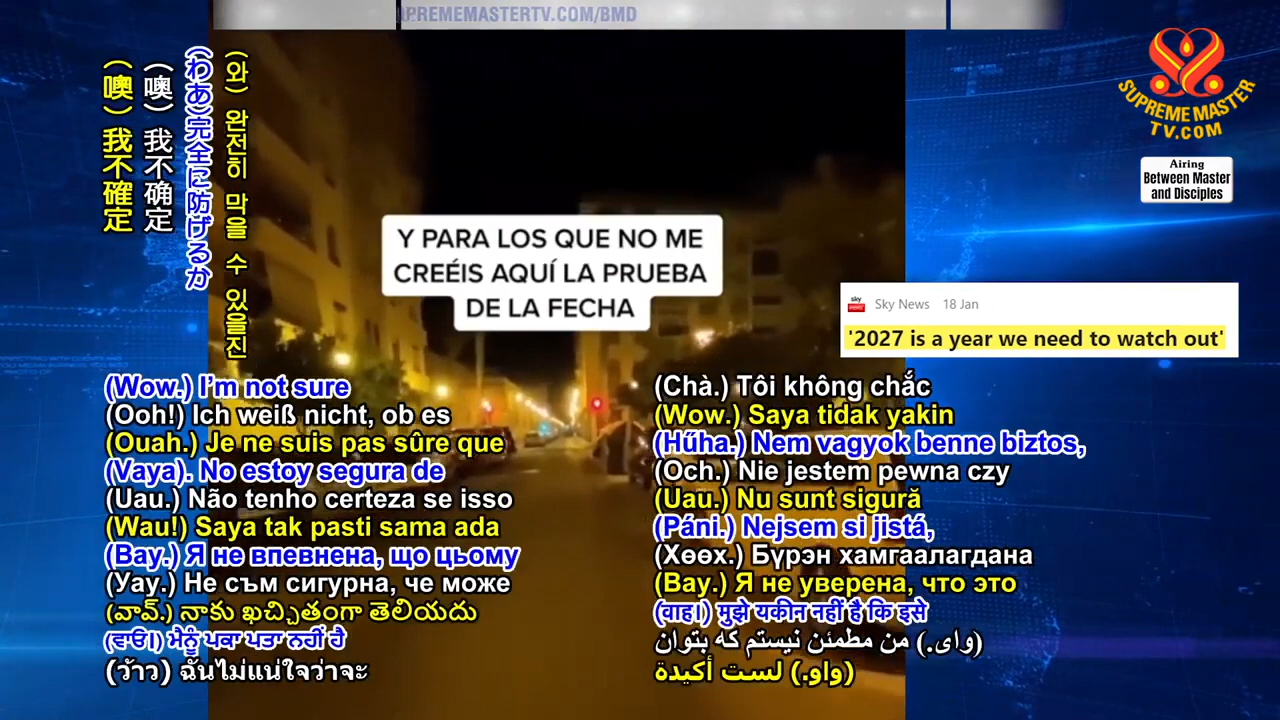 SUPREMEMASTERTV.COM/BMD
SUPREME MASTER
TV.COM
Airing
Between Master
and Disciples
(噢) 我不確定
(噢) 我不确定
(わあ)完全に防げるか
(와) 완전히 막을 수 있을진
Y PARA LOS QUE NO ME
CREÉIS AQUÍ LA PRUEBA
DE LA FECHA
sky news
Sky News 18 Jan
'2027 is a year we need to watch out'
(Wow.) I'm not sure
(Ooh!) Ich weiß nicht, ob es
(Ouah.) Je ne suis pas sûre que
(Vaya). No estoy segura de
(Uau.) Não tenho certeza se isso
(Wau!) Saya tak pasti sama ada
(Вау.) Я не впевнена, що цьому
(Уау.) Не съм сигурна, че може
(వావ్.) నాకు ఖచ్చితంగా తెలియదు
(ਵਾਓ।) ਮੈਨੂੰ ਪਕਾ ਪਤਾ ਨਹੀਂ ਹੈ
(ว้าว) ฉันไม่แน่ใจว่าจะ
(Chà.) Tôi không chắc
(Wow.) Saya tidak yakin
(Hűha.) Nem vagyok benne biztos,
(Och.) Nie jestem pewna czy
(Uau.) Nu sunt sigură
(Páni.) Nejsem si jistá,
(Хөөх.) Бүрэн хамгаалагдана
(Вау.) Я не уверена, что это
(वाह।) मुझे यकीन नहीं है कि इसे
(وای.) من مطمئن نیستم که بتوان
(واو.) لست أكيدة